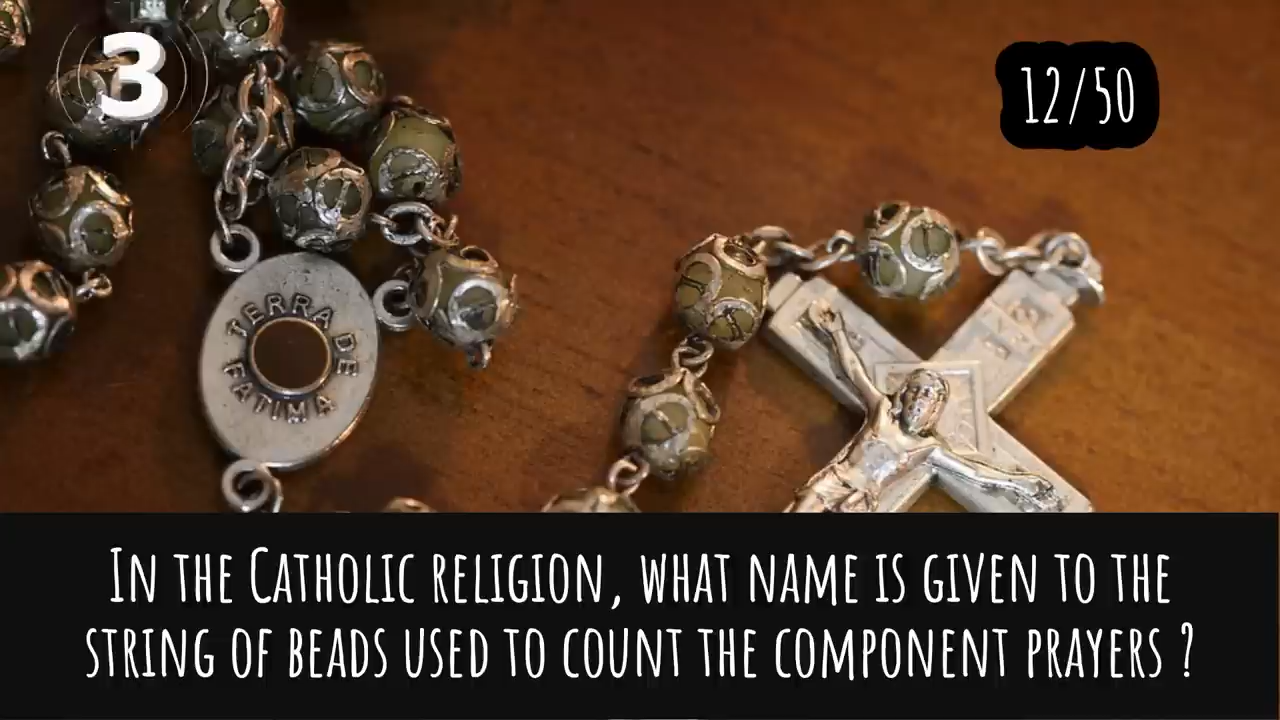 3
12/50
TERRA DE
FATIMA
In the Catholic religion, what name is given to the
string of beads used to count the component prayers ?